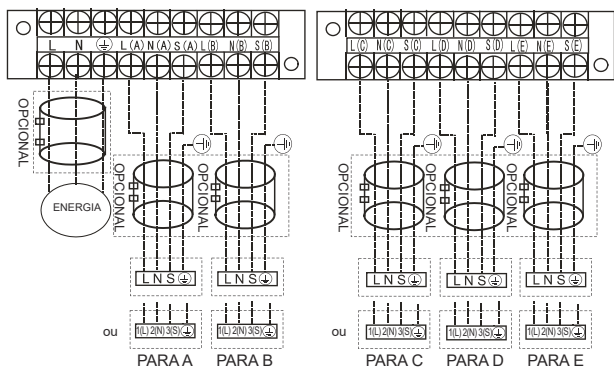 L N ⏚ L(A) N(A) S(A) L(B) N(B) S(B)
L(C) N(C) S(C) L(D) N(D) S(D) L(E) N(E) S(E)
OPCIONAL
ENERGIA
OPCIONAL
OPCIONAL
OPCIONAL
OPCIONAL
OPCIONAL
L N S ⏚
L N S ⏚
L N S ⏚
L N S ⏚
L N S ⏚
ou
1(L) 2(N) 3(S) ⏚
1(L) 2(N) 3(S) ⏚
ou
1(L) 2(N) 3(S) ⏚
1(L) 2(N) 3(S) ⏚
1(L) 2(N) 3(S) ⏚
PARA A
PARA B
PARA C
PARA D
PARA E